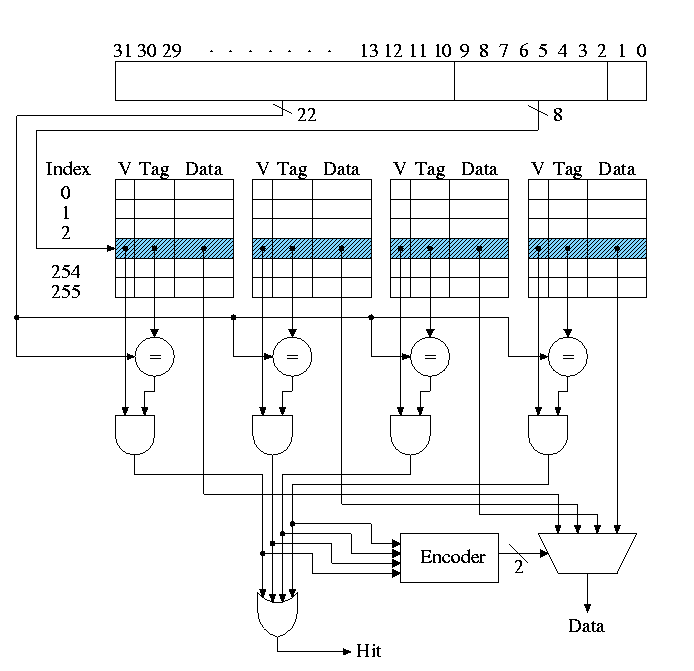 31 30 29 . . . . . . . 13 12 11 10 9 8 7 6 5 4 3 2 1 0
22 8
Index V Tag Data V Tag Data V Tag Data V Tag Data
0
1
2
254
255
= = = =
Encoder
2
Data
Hit